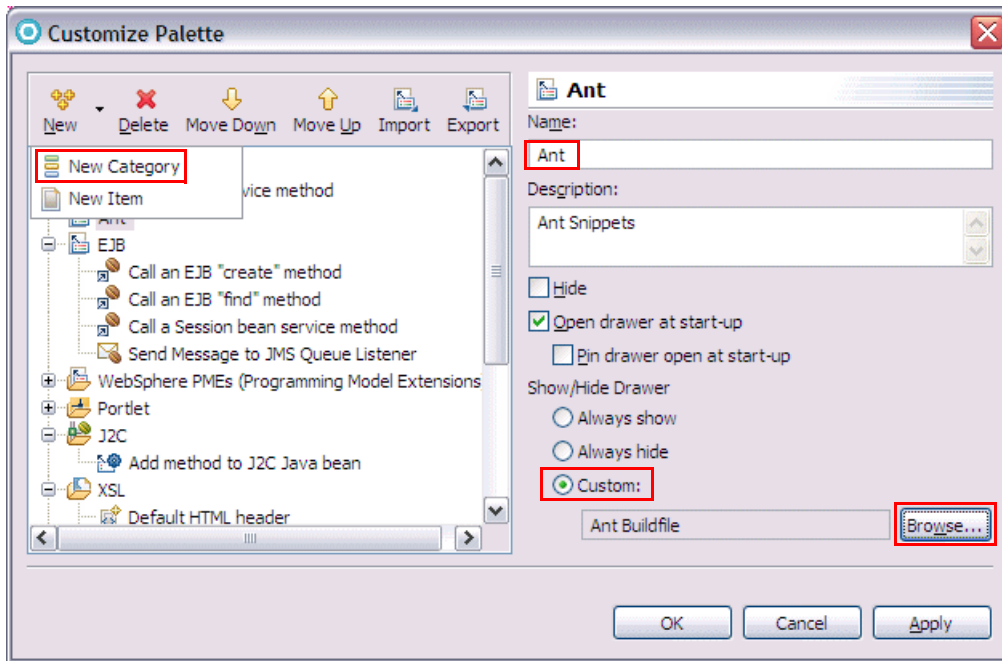 Customize Palette
New Delete Move Down Move Up Import Export
New Category
New Item
vice method
Ant
EJB
Call an EJB "create" method
Call an EJB "find" method
Call a Session bean service method
Send Message to JMS Queue Listener
WebSphere PMEs (Programming Model Extensions
Portlet
J2C
Add method to J2C Java bean
XSL
Default HTML header
Ant
Name:
Ant
Description:
Ant Snippets
Hide
Open drawer at start-up
Pin drawer open at start-up
Show/Hide Drawer
Always show
Always hide
Custom:
Ant Buildfile
Browse...
OK Cancel Apply